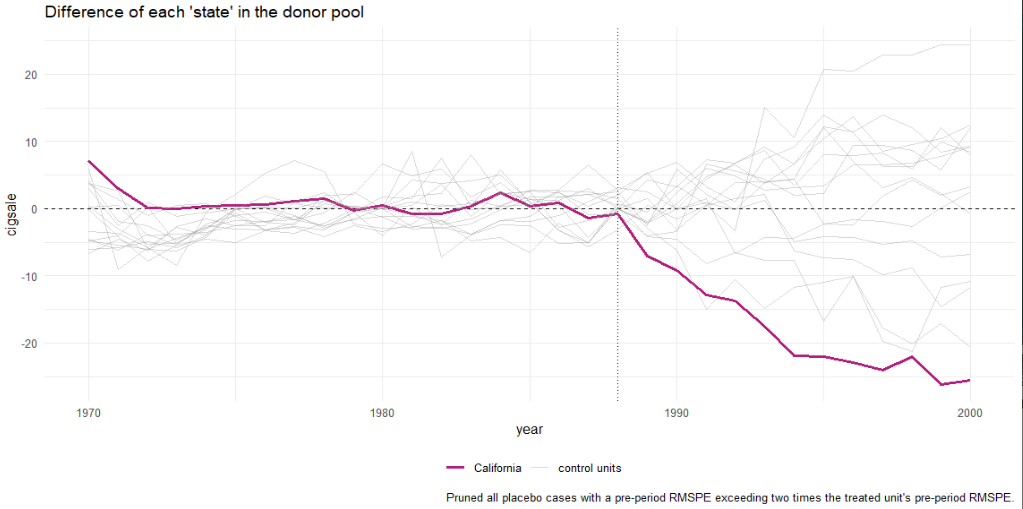 Difference of each 'state' in the donor pool
20
10
0
-10
-20
cigsale
1970
1980
1990
2000
year
California
control units
Pruned all placebo cases with a pre-period RMSPE exceeding two times the treated unit's pre-period RMSPE.